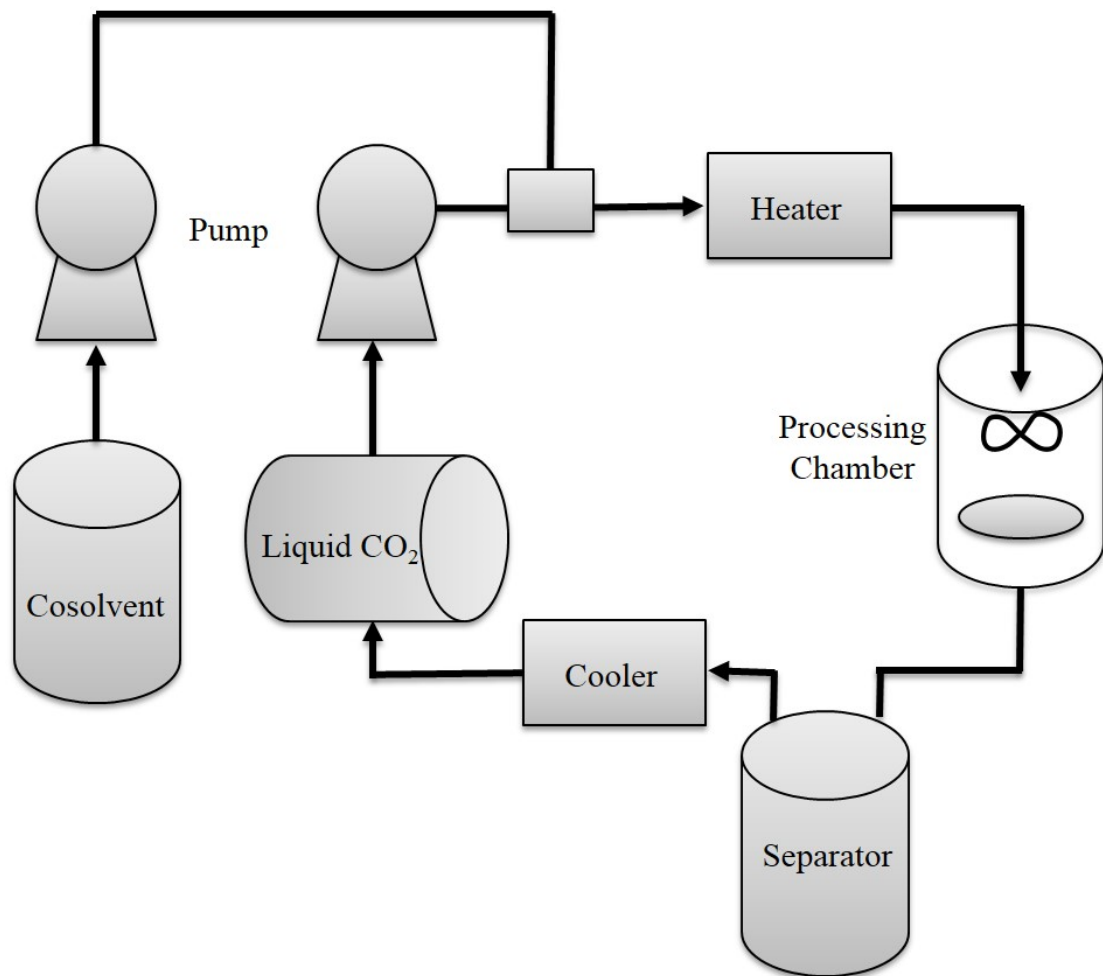 Pump
Heater
Processing
Chamber
Liquid CO₂
Cosolvent
Cooler
Separator